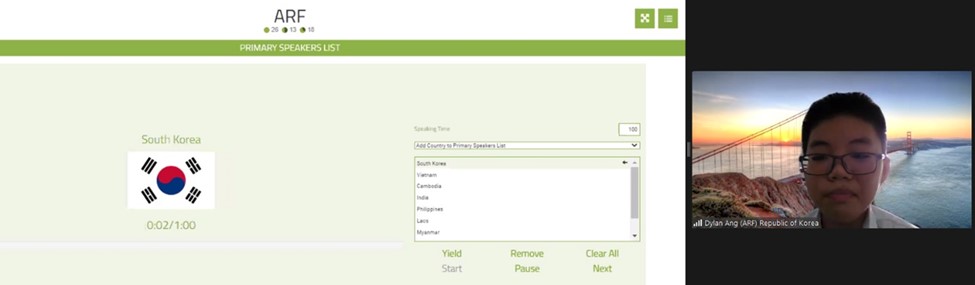 ARF
28 13 18
PRIMARY SPEAKERS LIST
South Korea
0:02/1:00
Speaking Time
100
Add Country to Primary Speakers List
South Korea
Vietnam
Cambodia
India
Philippines
Laos
Myanmar
Yield Remove Clear All
Start Pause Next
Dylan Ang (ARF) Republic of Korea